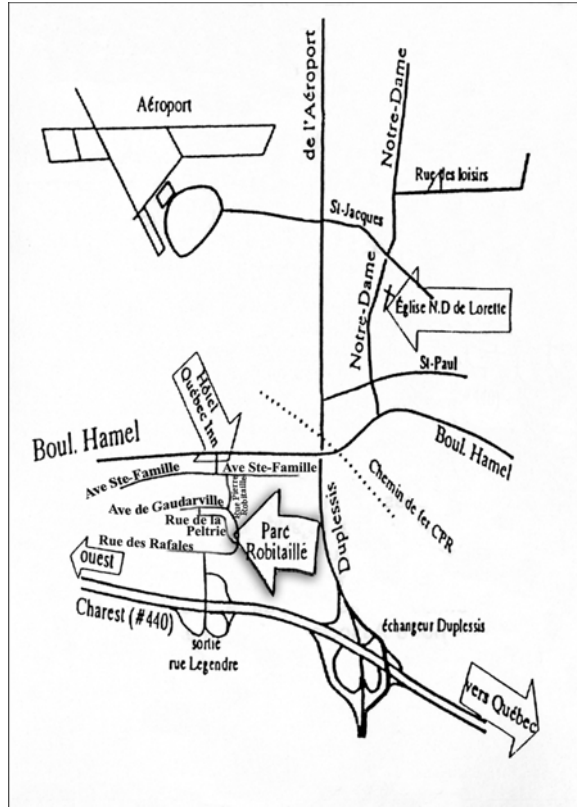 Aéroport
de l'Aéroport
Notre-Dame
Rue des loisirs
St-Jacques
Notre-Dame
Église N.D de Lorette
St-Paul
Hôtel
Québec Inn
Boul. Hamel
Boul. Hamel
Ave Ste-Famille
Ave Ste-Famille
Rue Pierre
Robitaille
Chemin de fer CPR
Ave de Gaudarville
Rue de la
Peltrie
Parc
Robitaillé
Duplessis
Rue des Rafales
ouest
Charest (#440)
sortie
rue Legendre
échangeur Duplessis
vers Québec